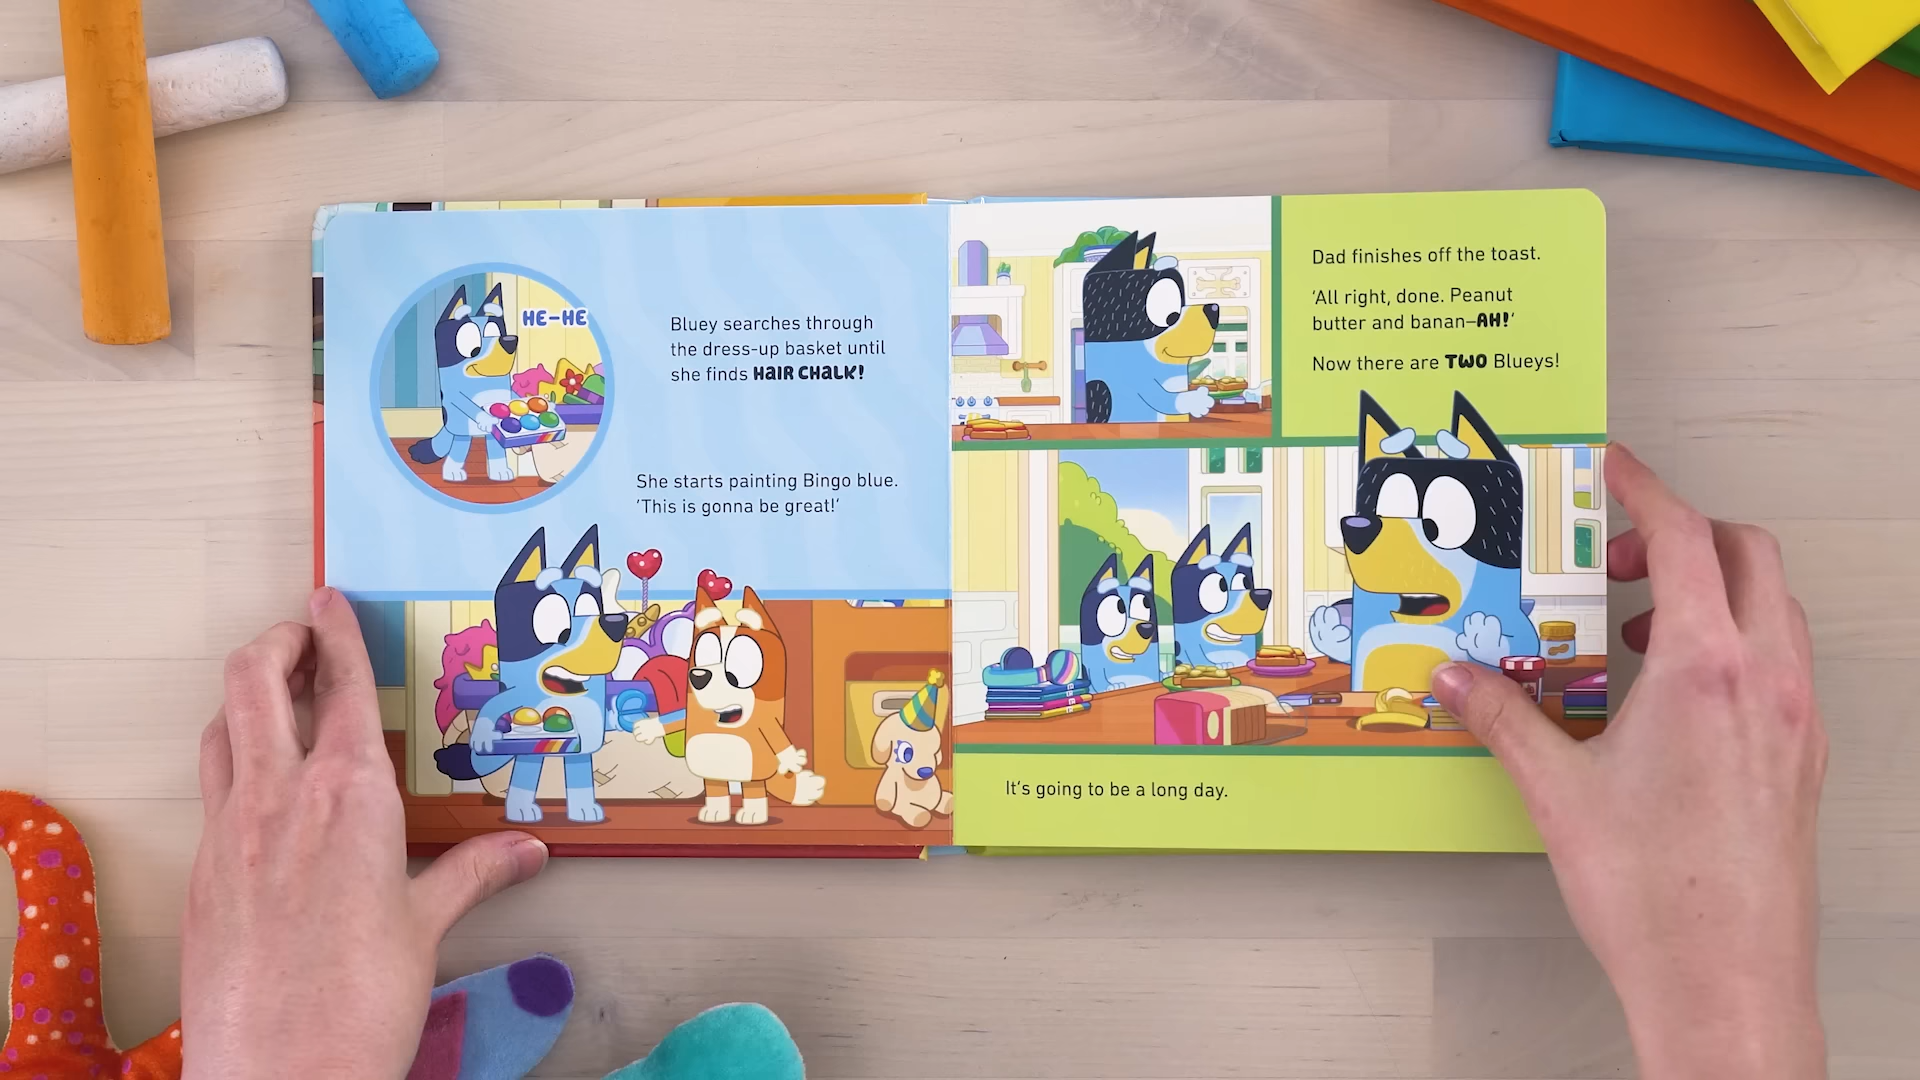 HE-HE
Bluey searches through
the dress-up basket until
she finds HAIR CHALK!
She starts painting Bingo blue.
'This is gonna be great!'
Dad finishes off the toast.
'All right, done. Peanut
butter and banan–AH!'
Now there are TWO Blueys!
It's going to be a long day.